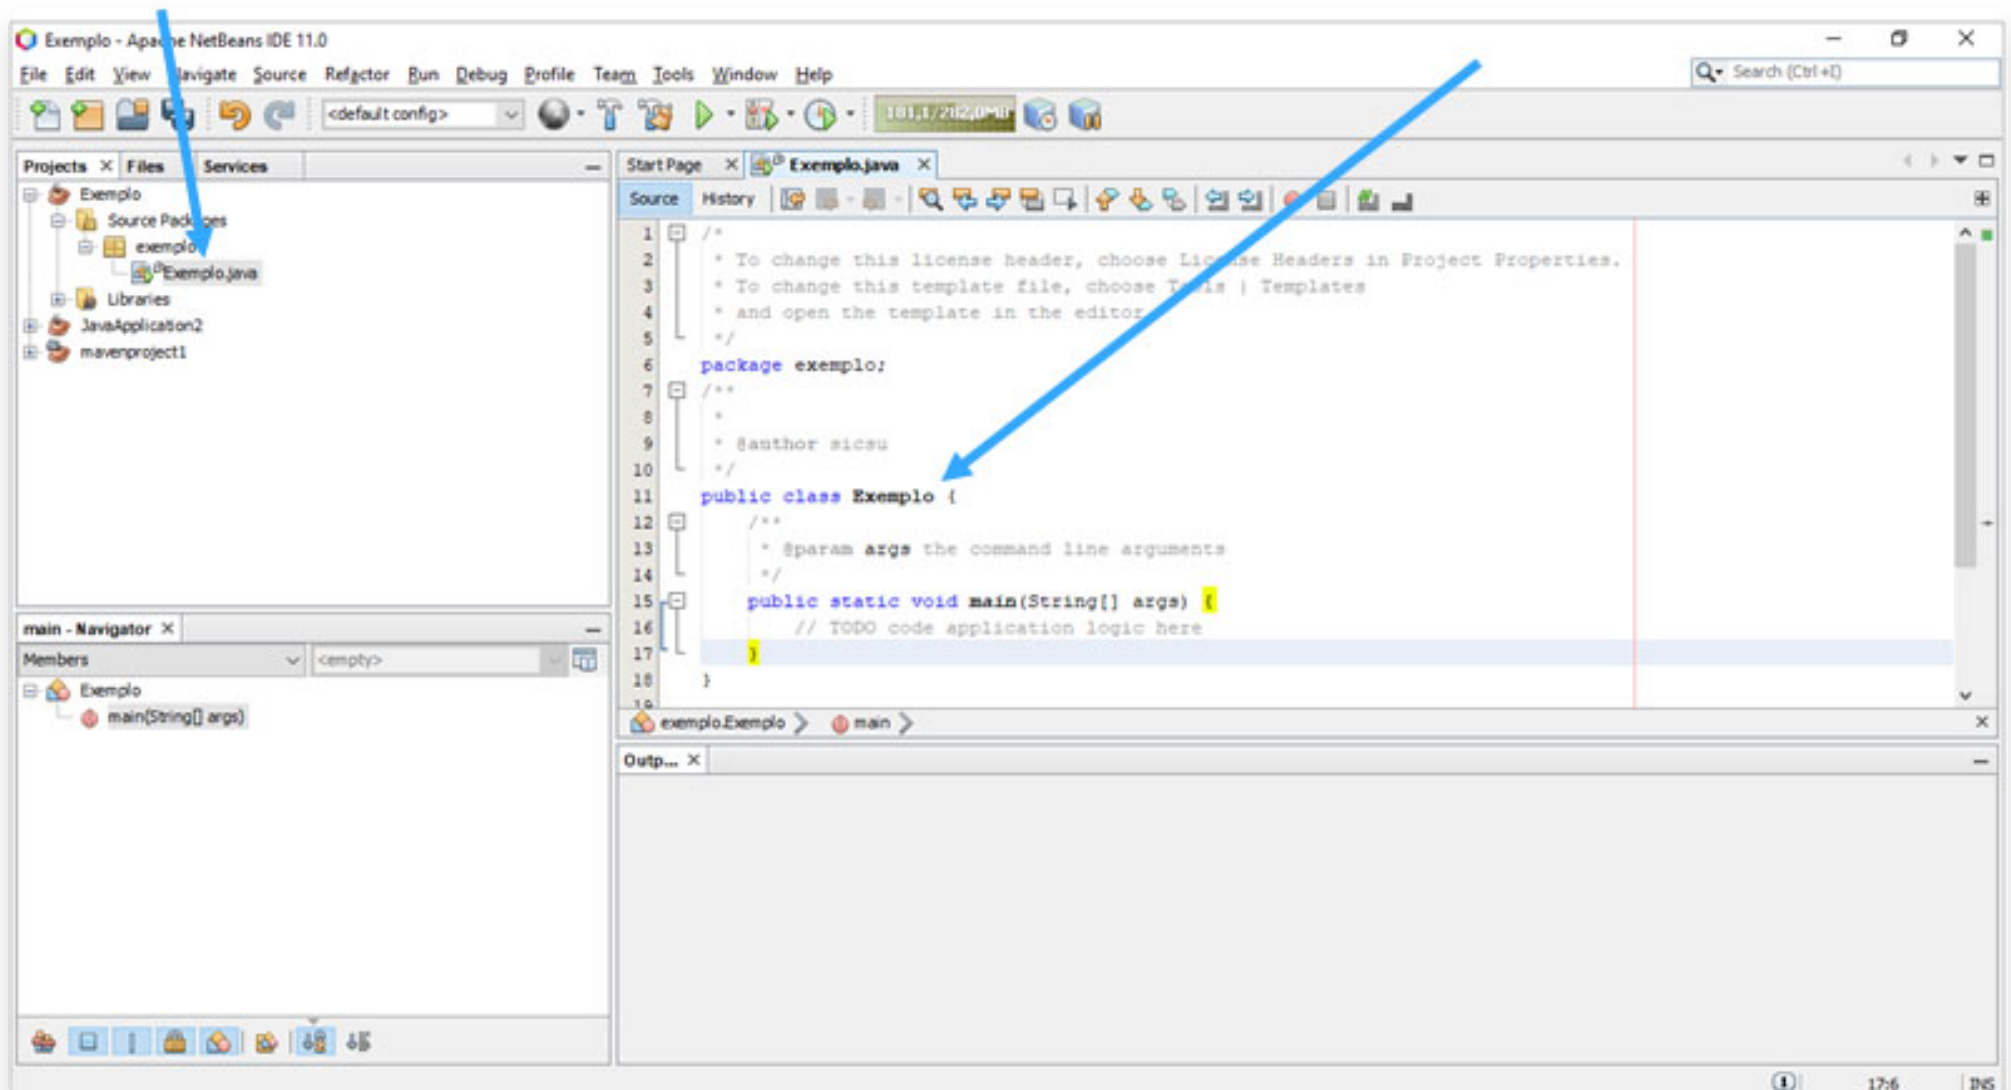 Exemplo - Apache NetBeans IDE 11.0
File Edit View Navigate Source Refactor Run Debug Profile Team Tools Window Help
Search (Ctrl+I)
<default config>
181,1/282,0MB
Projects Files Services
Exemplo
Source Packages
exemplo
Exemplo.java
Libraries
JavaApplication2
mavenproject1
main - Navigator
Members <empty>
Exemplo
main(String[] args)
Start Page Exemplo.java
Source History
1 /*
2 * To change this license header, choose License Headers in Project Properties.
3 * To change this template file, choose Tools | Templates
4 * and open the template in the editor.
5 */
6 package exemplo;
7 /**
8 *
9 * @author sicsu
10 */
11 public class Exemplo {
12 /**
13 * @param args the command line arguments
14 */
15 public static void main(String[] args) {
16 // TODO code application logic here
17 }
18 }
19
exemplo.Exemplo main
Outp...
1 17:6 INS